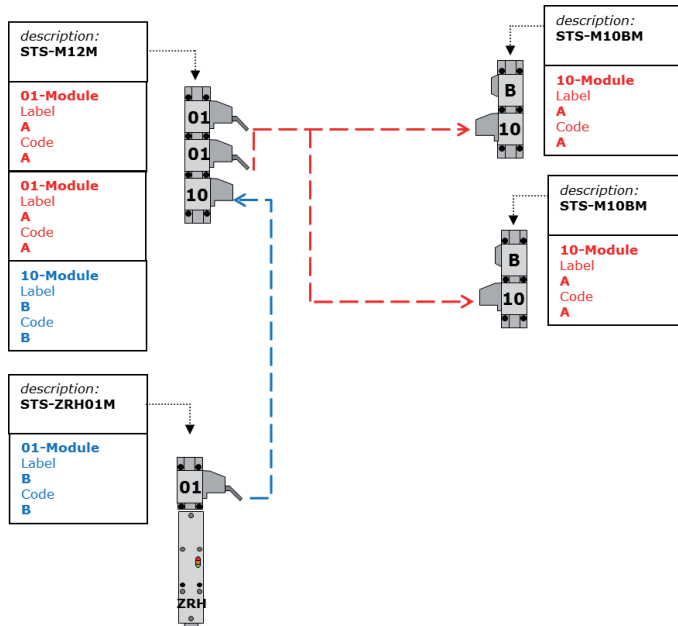 description:
STS-M12M
01-Module
Label
A
Code
A
01-Module
Label
A
Code
A
10-Module
Label
B
Code
B
01
01
10
description:
STS-M10BM
10-Module
Label
A
Code
A
B
10
description:
STS-M10BM
10-Module
Label
A
Code
A
B
10
description:
STS-ZRH01M
01-Module
Label
B
Code
B
01
ZRH